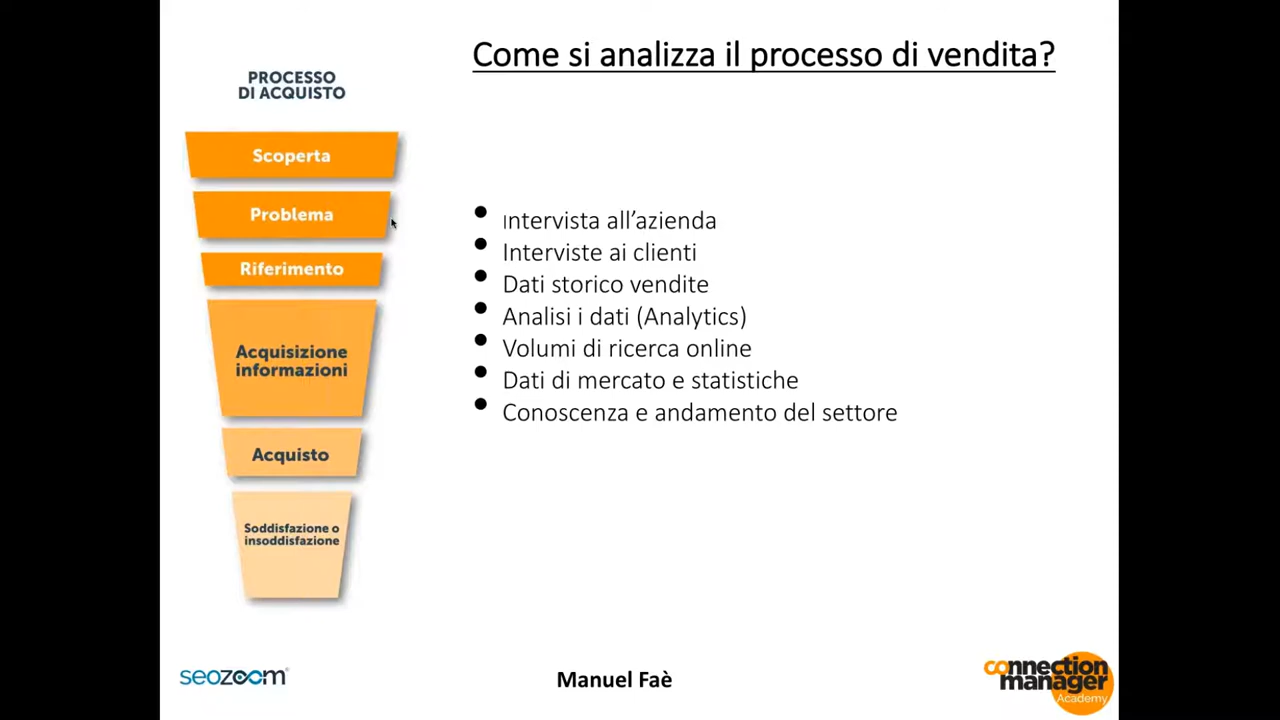 Come si analizza il processo di vendita?
PROCESSO
DI ACQUISTO
Scoperta
Problema
Riferimento
Acquisizione
informazioni
Acquisto
Soddisfazione o
insoddisfazione
• Intervista all’azienda
• Interviste ai clienti
• Dati storico vendite
• Analisi i dati (Analytics)
• Volumi di ricerca online
• Dati di mercato e statistiche
• Conoscenza e andamento del settore
seozoom®
Manuel Faè
connection
manager
Academy